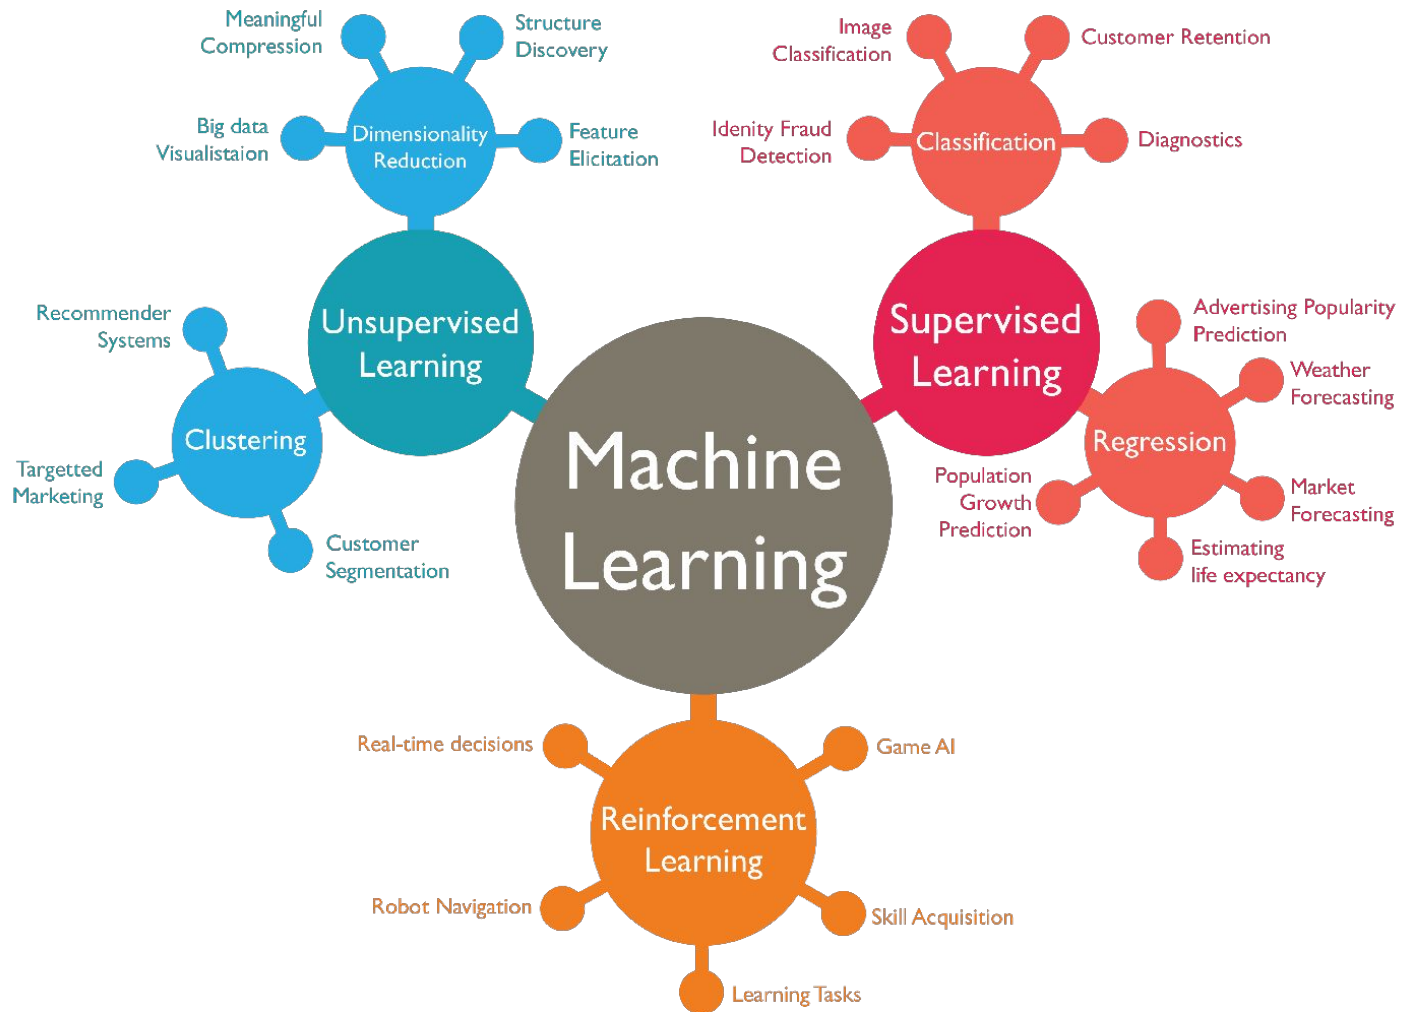 Meaningful
Compression
Structure
Discovery
Big data
Visualistaion
Dimensionality
Reduction
Feature
Elicitation
Unsupervised
Learning
Recommender
Systems
Clustering
Targetted
Marketing
Customer
Segmentation
Machine
Learning
Image
Classification
Customer Retention
Idenity Fraud
Detection
Classification
Diagnostics
Supervised
Learning
Advertising Popularity
Prediction
Weather
Forecasting
Regression
Population
Growth
Prediction
Market
Forecasting
Estimating
life expectancy
Real-time decisions
Game AI
Reinforcement
Learning
Robot Navigation
Skill Acquisition
Learning Tasks